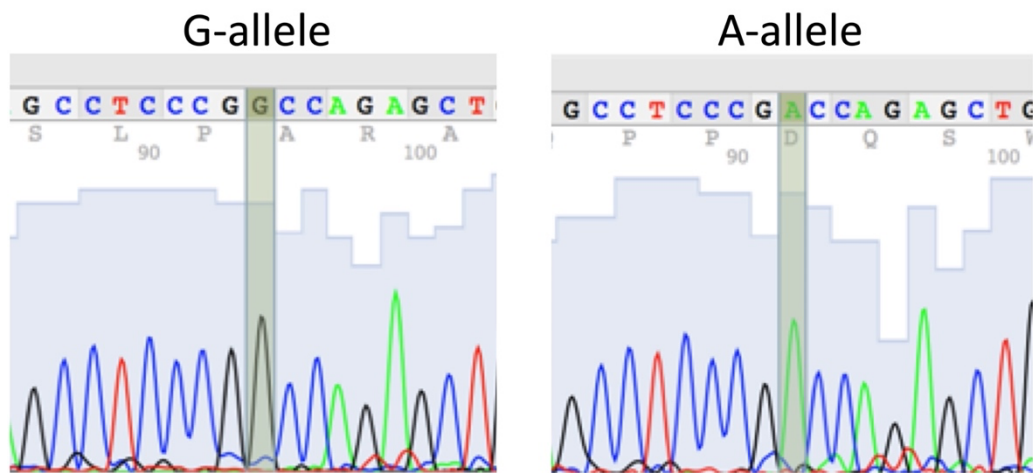 G-allele
A-allele
G C C T C C C G G C C A G A G C T
S L P A R A
90 100
G C C T C C C G A C C A G A G C T G
P P D Q S
90 100